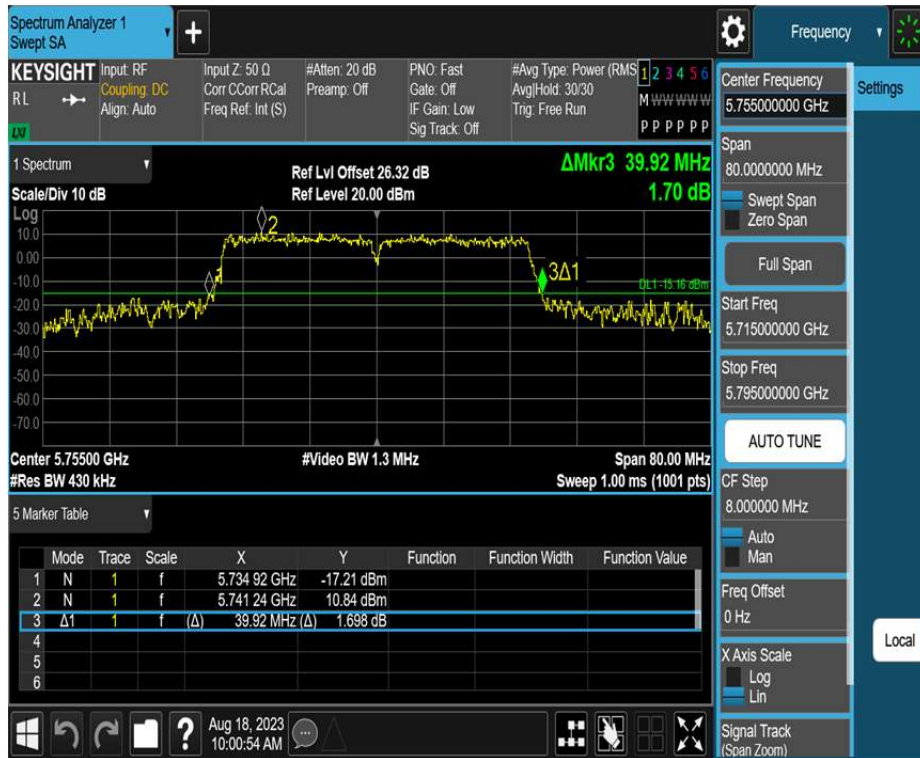 Spectrum Analyzer 1
Swept SA
+
Frequency
KEYSIGHT
RL
LXI
Input: RF
Coupling: DC
Align: Auto
Input Z: 50 Ω
Corr CCorr RCal
Freq Ref: Int (S)
#Atten: 20 dB
Preamp: Off
PNO: Fast
Gate: Off
IF Gain: Low
Sig Track: Off
#Avg Type: Power (RMS
Avg|Hold: 30/30
Trig: Free Run
1 2 3 4 5 6
M W W W W W
P P P P P P
1 Spectrum
Scale/Div 10 dB
Ref Lvl Offset 26.32 dB
Ref Level 20.00 dBm
ΔMkr3 39.92 MHz
1.70 dB
Log
10.0
0.00
-10.0
-20.0
-30.0
-40.0
-50.0
-60.0
-70.0
1
2
3Δ1
DL1 -15.16 dBm
Center 5.75500 GHz
#Video BW 1.3 MHz
Span 80.00 MHz
#Res BW 430 kHz
Sweep 1.00 ms (1001 pts)
5 Marker Table
Mode Trace Scale X Y Function Function Width Function Value
1 N 1 f 5.734 92 GHz -17.21 dBm
2 N 1 f 5.741 24 GHz 10.84 dBm
3 Δ1 1 f (Δ) 39.92 MHz (Δ) 1.698 dB
4
5
6
?
Aug 18, 2023
10:00:54 AM
Center Frequency
5.755000000 GHz
Span
80.0000000 MHz
Swept Span
Zero Span
Full Span
Start Freq
5.715000000 GHz
Stop Freq
5.795000000 GHz
AUTO TUNE
CF Step
8.000000 MHz
Auto
Man
Freq Offset
0 Hz
X Axis Scale
Log
Lin
Signal Track
(Span Zoom)
Settings
Local